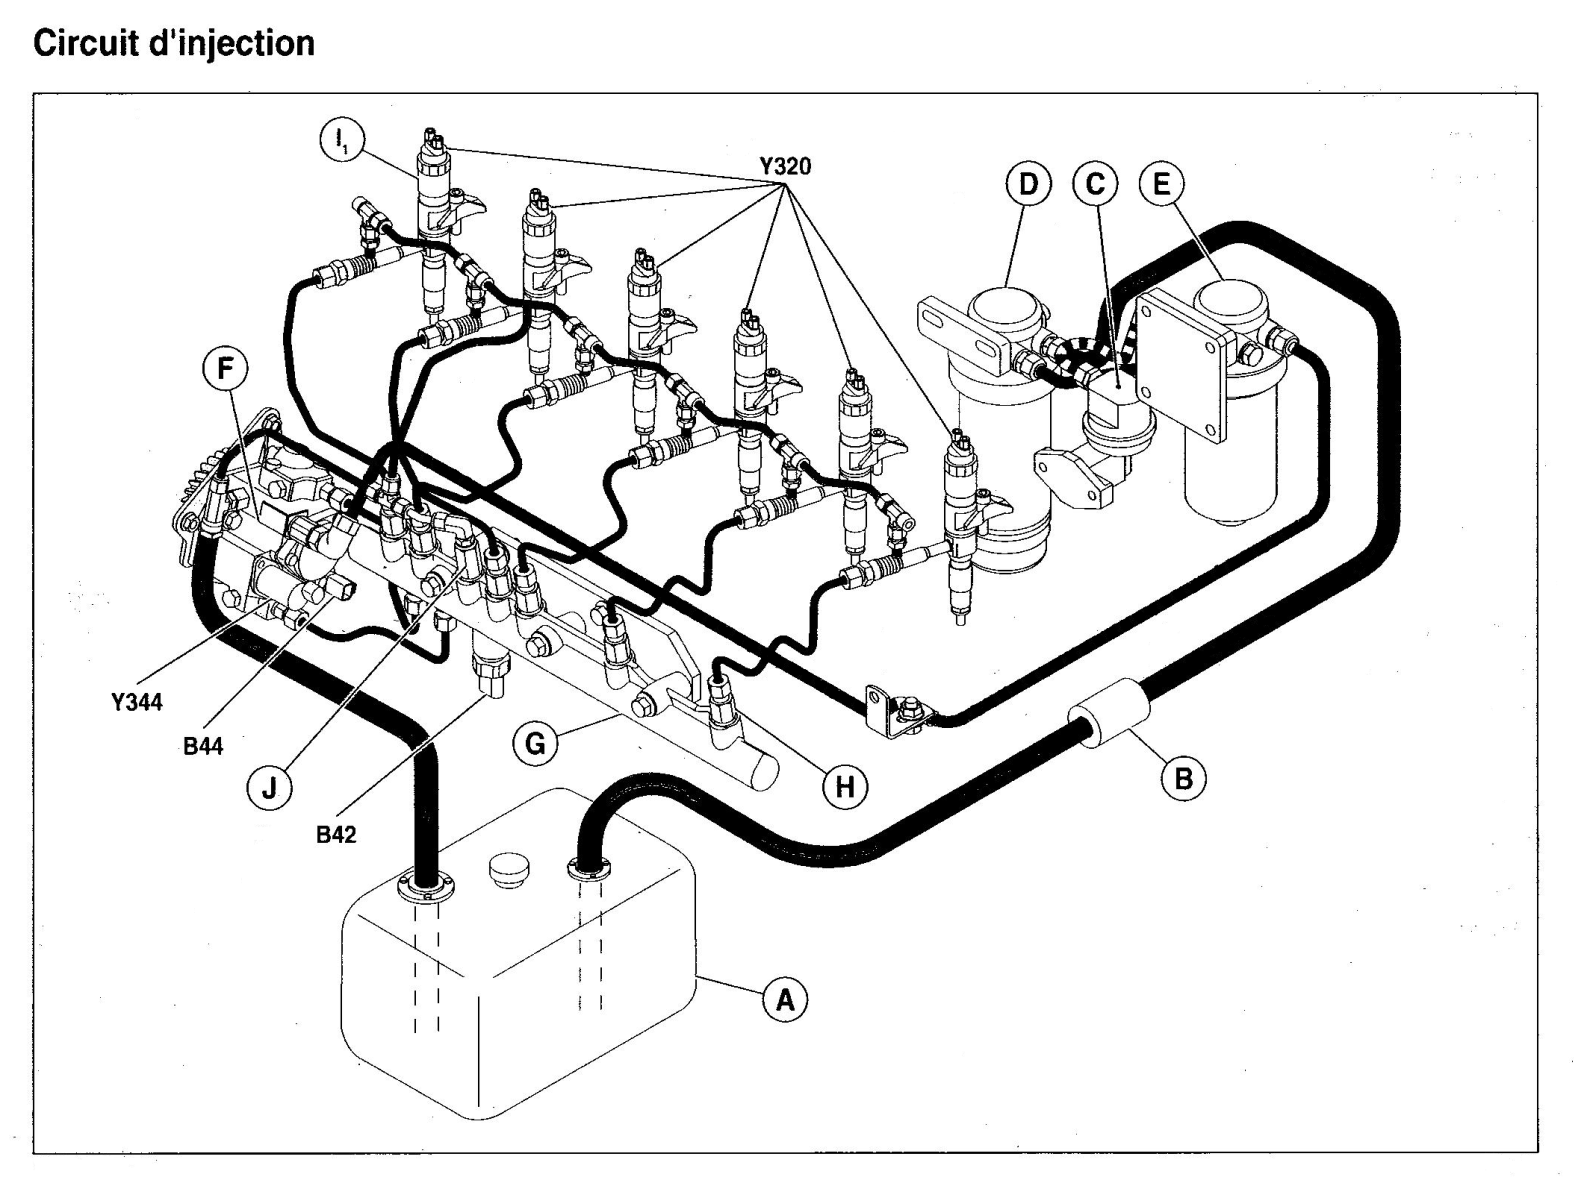 Circuit d'injection
I1
Y320
D
C
E
F
Y344
B44
J
B42
G
H
B
A